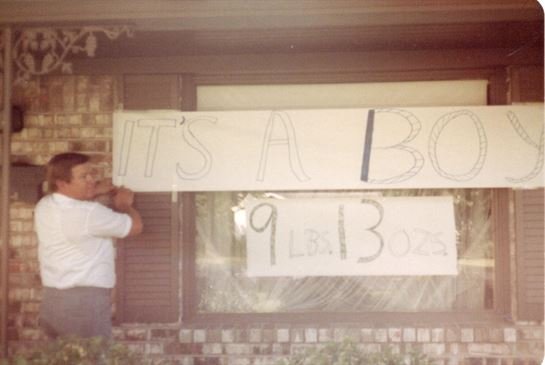 IT'S A BOY
9 LBS. 13 OZS.